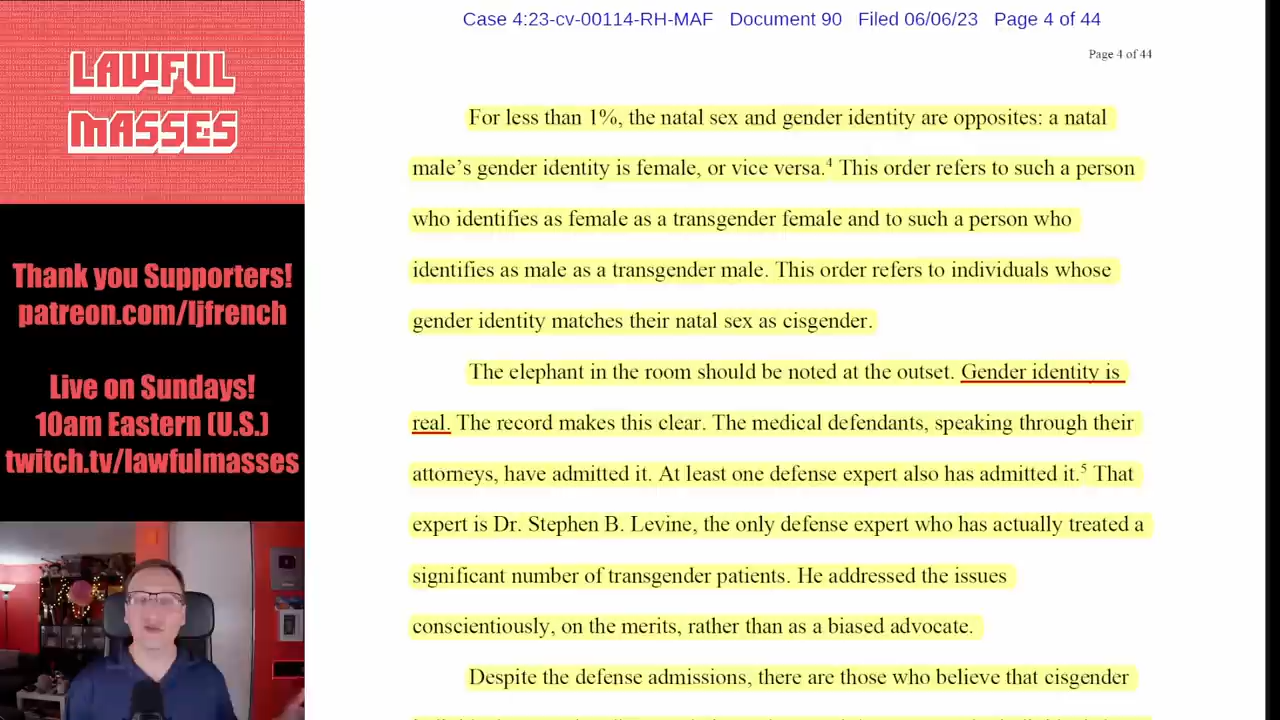 LAWFUL
MASSES
Thank you Supporters!
patreon.com/ljfrench
Live on Sundays!
10am Eastern (U.S.)
twitch.tv/lawfulmasses
Case 4:23-cv-00114-RH-MAF Document 90 Filed 06/06/23 Page 4 of 44
Page 4 of 44
For less than 1%, the natal sex and gender identity are opposites: a natal
male’s gender identity is female, or vice versa.4 This order refers to such a person
who identifies as female as a transgender female and to such a person who
identifies as male as a transgender male. This order refers to individuals whose
gender identity matches their natal sex as cisgender.
The elephant in the room should be noted at the outset. Gender identity is
real. The record makes this clear. The medical defendants, speaking through their
attorneys, have admitted it. At least one defense expert also has admitted it.5 That
expert is Dr. Stephen B. Levine, the only defense expert who has actually treated a
significant number of transgender patients. He addressed the issues
conscientiously, on the merits, rather than as a biased advocate.
Despite the defense admissions, there are those who believe that cisgender